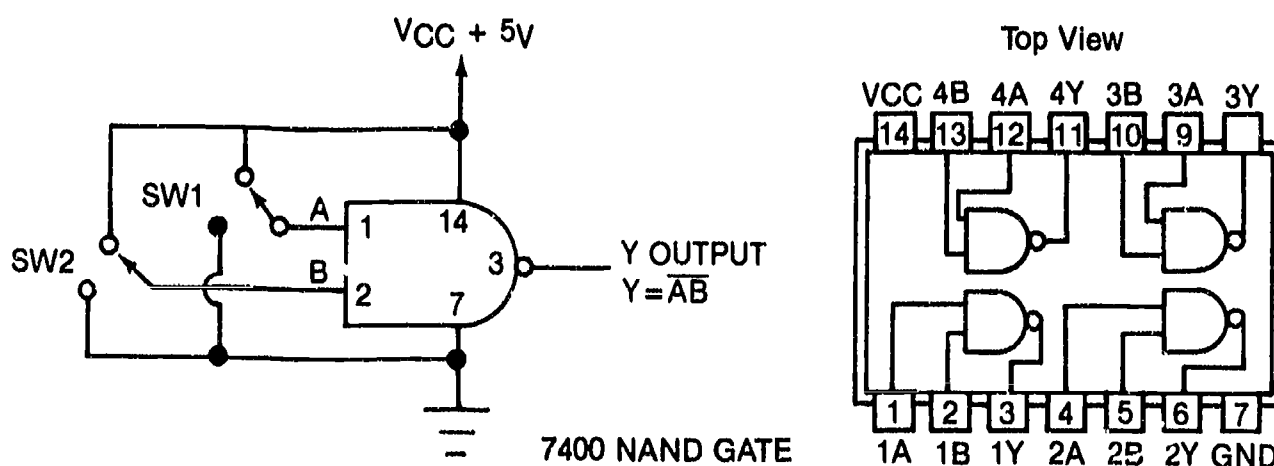 VCC + 5V
SW1
SW2
A
B
1
2
14
3
7
Y OUTPUT
Y=A̅B̅
7400 NAND GATE
Top View
VCC 4B 4A 4Y 3B 3A 3Y
14 13 12 11 10 9
1 2 3 4 5 6 7
1A 1B 1Y 2A 2B 2Y GND